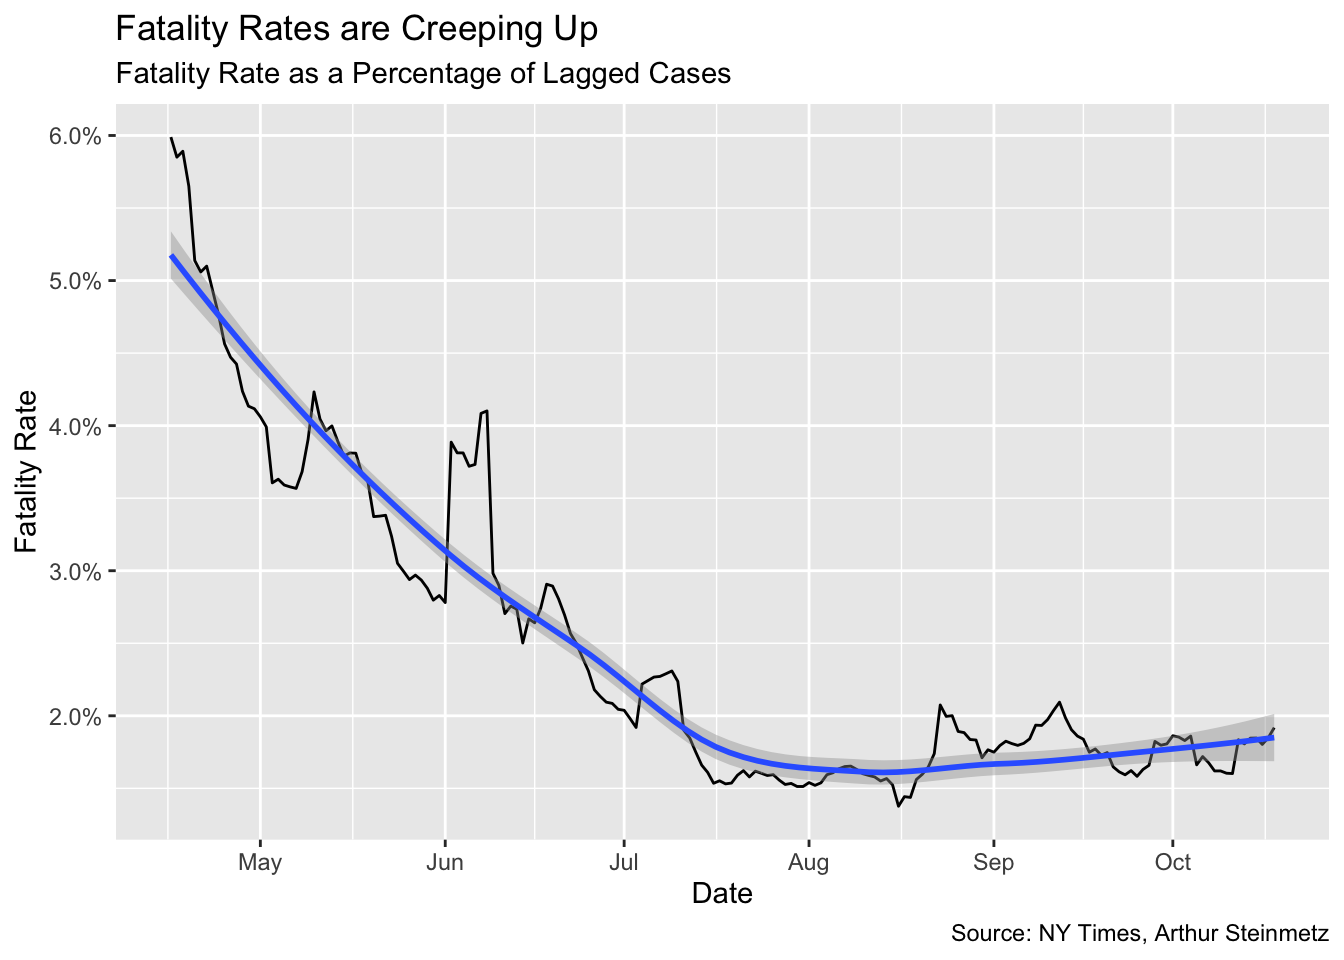 Fatality Rates are Creeping Up
Fatality Rate as a Percentage of Lagged Cases
6.0%
5.0%
4.0%
3.0%
2.0%
Fatality Rate
May Jun Jul Aug Sep Oct
Date
Source: NY Times, Arthur Steinmetz